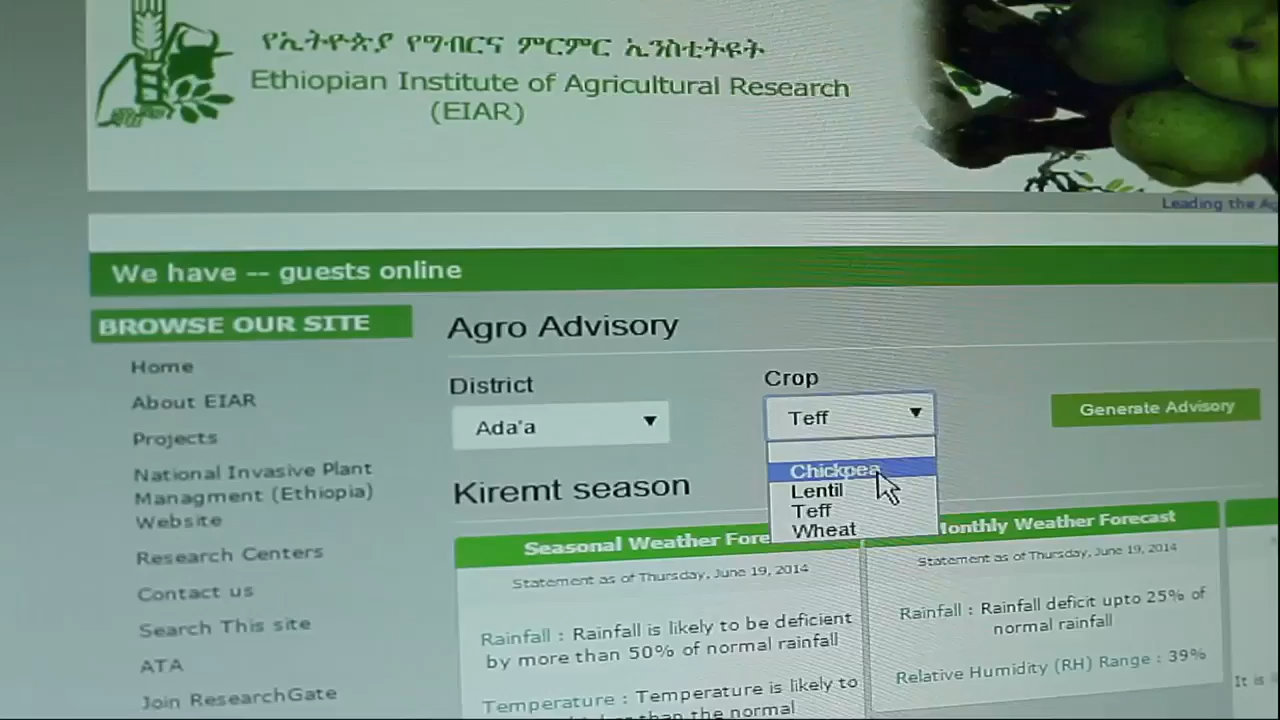 የኢትዮጵያ የግብርና ምርምር ኢንስቲትዩት
Ethiopian Institute of Agricultural Research
(EIAR)
Leading the Ag
We have -- guests online
BROWSE OUR SITE
Home
About EIAR
Projects
National Invasive Plant
Managment (Ethiopia)
Website
Research Centers
Contact us
Search This site
ATA
Join ResearchGate
Agro Advisory
District
Ada'a
Crop
Teff
Chickpea
Lentil
Teff
Wheat
Generate Advisory
Kiremt season
Seasonal Weather Fore
Statement as of Thursday, June 19, 2014
Rainfall : Rainfall is likely to be deficient
by more than 50% of normal rainfall
Temperature : Temperature is likely to
than the normal
Monthly Weather Forecast
Statement as of Thursday, June 19, 2014
Rainfall : Rainfall deficit upto 25% of
normal rainfall
Relative Humidity (RH) Range : 39%
It is